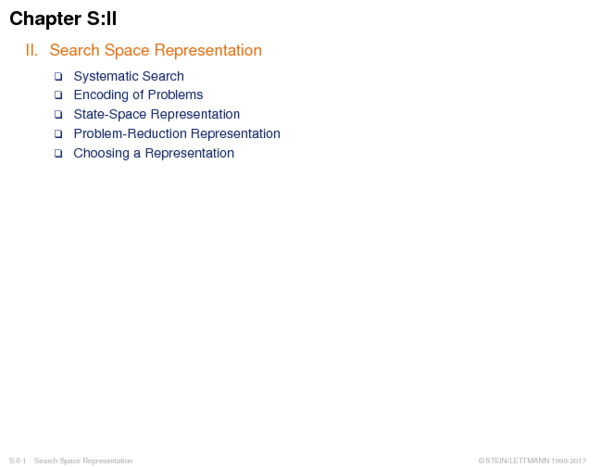 Chapter S:II
II. Search Space Representation
❑ Systematic Search
❑ Encoding of Problems
❑ State-Space Representation
❑ Problem-Reduction Representation
❑ Choosing a Representation
S:II-1 Search Space Representation
©STEIN/LETTMANN 1998-2017